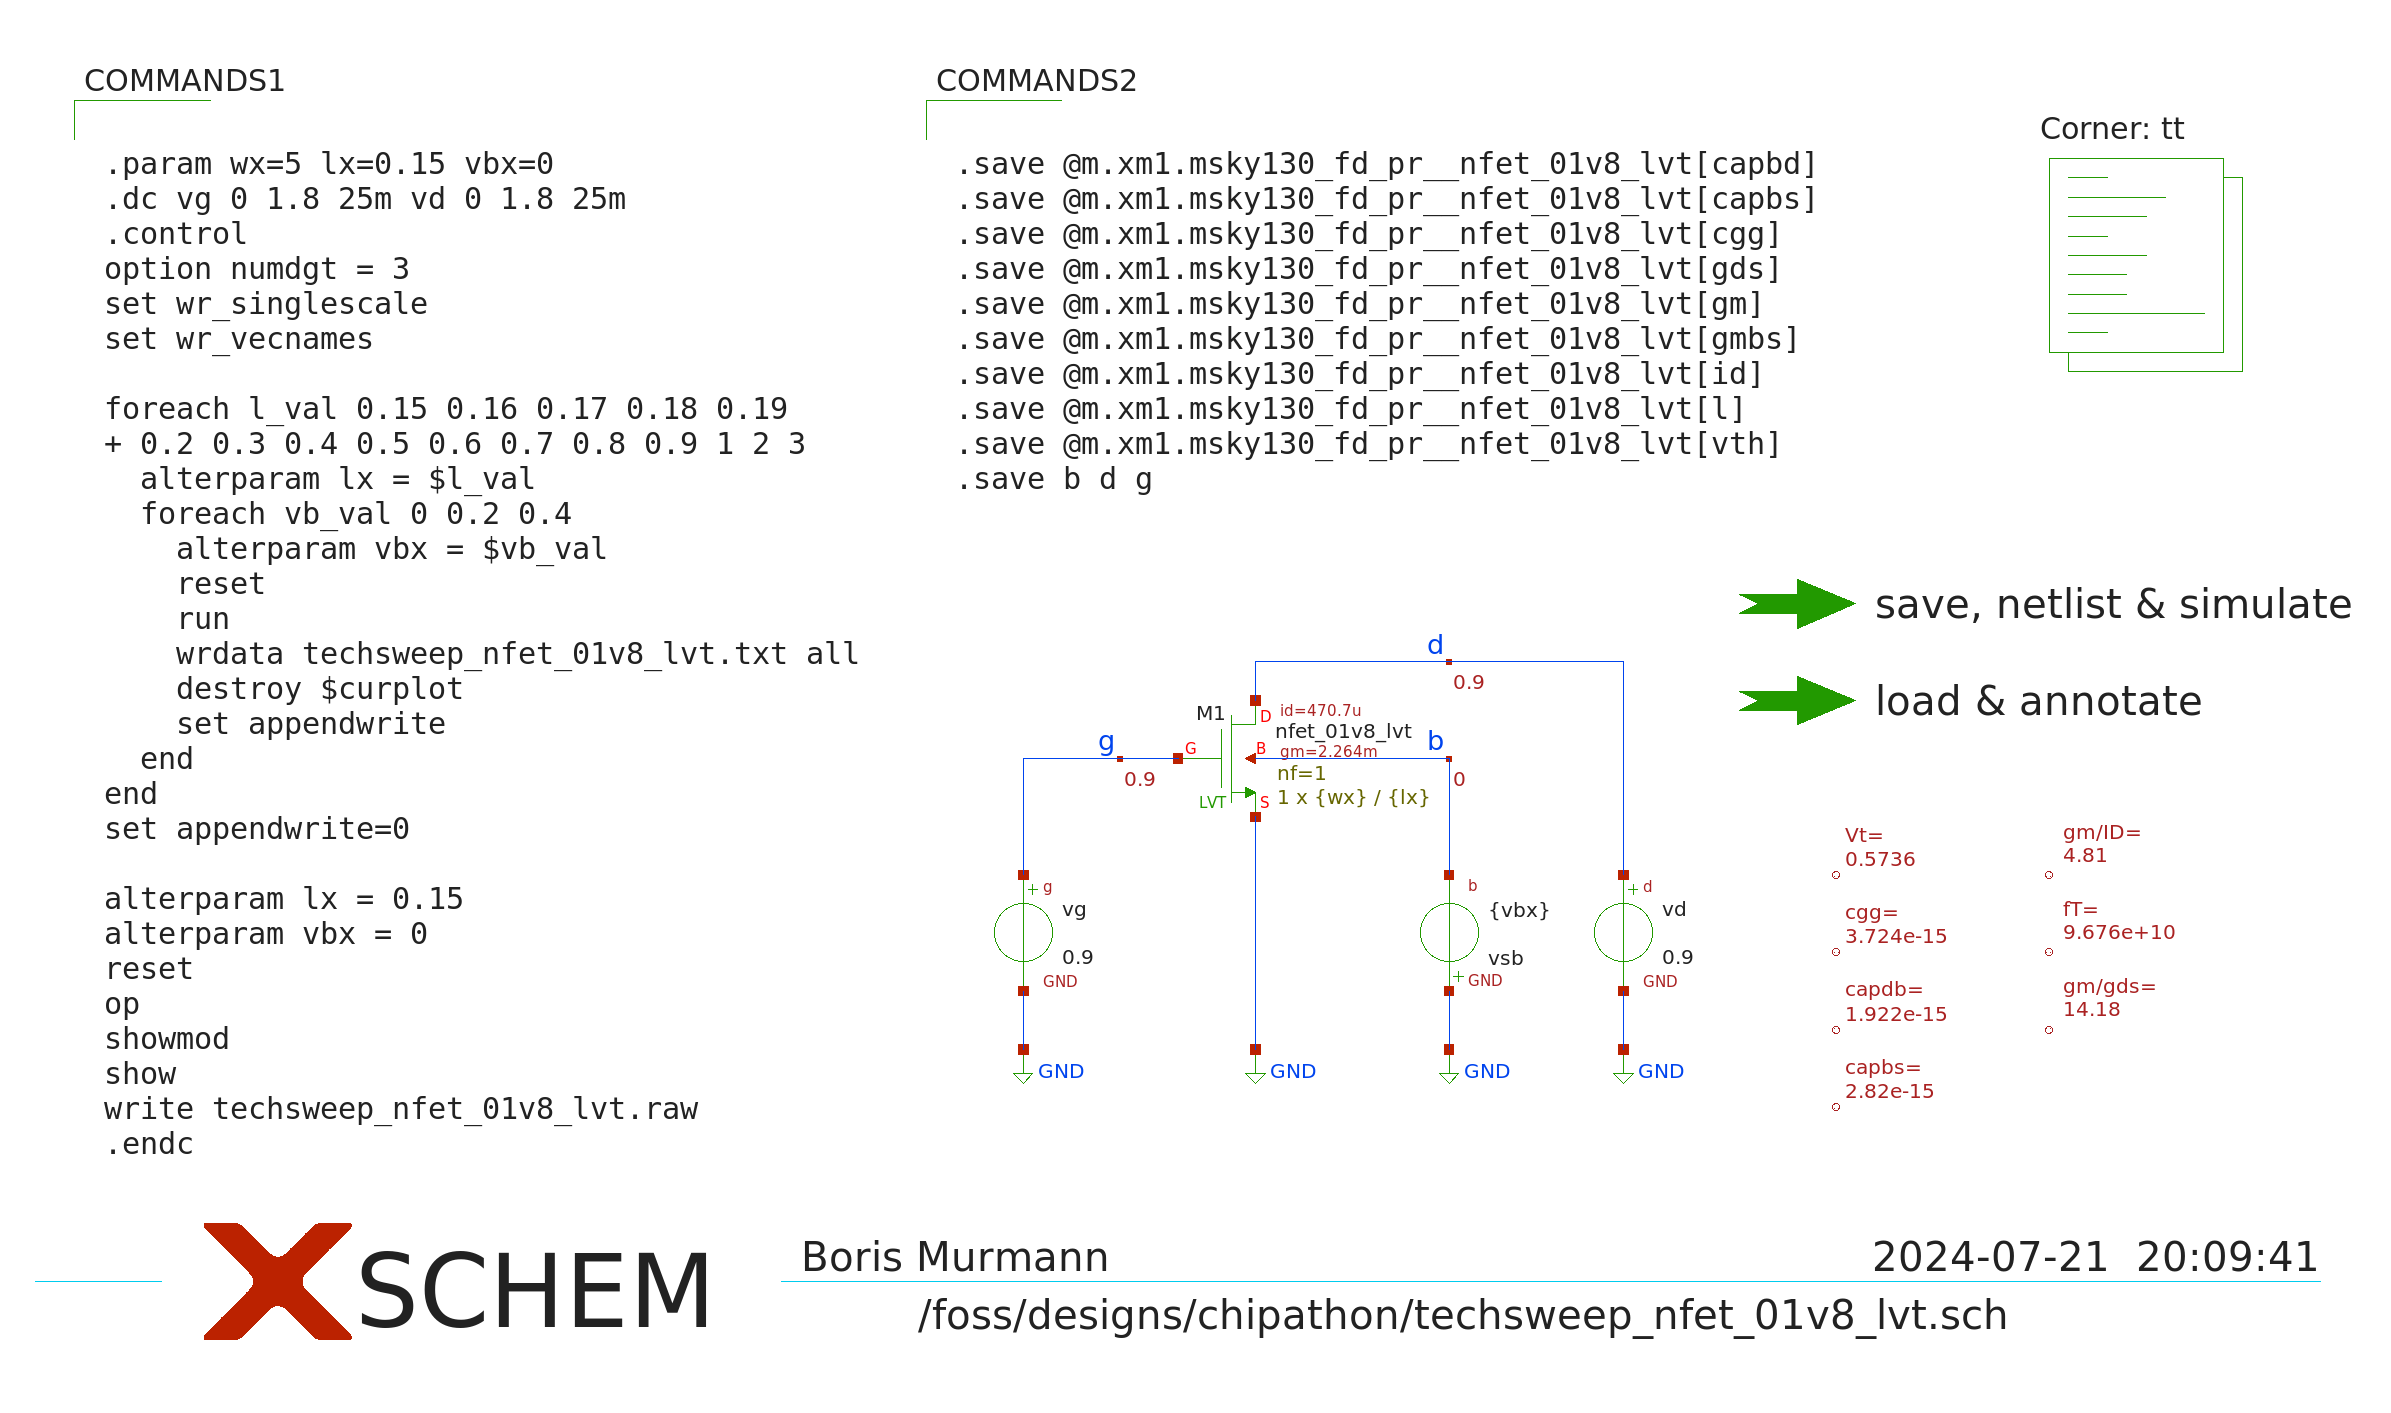 COMMANDS1
.param wx=5 lx=0.15 vbx=0
.dc vg 0 1.8 25m vd 0 1.8 25m
.control
option numdgt = 3
set wr_singlescale
set wr_vecnames
foreach l_val 0.15 0.16 0.17 0.18 0.19
+ 0.2 0.3 0.4 0.5 0.6 0.7 0.8 0.9 1 2 3
alterparam lx = $l_val
foreach vb_val 0 0.2 0.4
alterparam vbx = $vb_val
reset
run
wrdata techsweep_nfet_01v8_lvt.txt all
destroy $curplot
set appendwrite
end
end
set appendwrite=0
alterparam lx = 0.15
alterparam vbx = 0
reset
op
showmod
show
write techsweep_nfet_01v8_lvt.raw
.endc
COMMANDS2
.save @m.xm1.msky130_fd_pr__nfet_01v8_lvt[capbd]
.save @m.xm1.msky130_fd_pr__nfet_01v8_lvt[capbs]
.save @m.xm1.msky130_fd_pr__nfet_01v8_lvt[cgg]
.save @m.xm1.msky130_fd_pr__nfet_01v8_lvt[gds]
.save @m.xm1.msky130_fd_pr__nfet_01v8_lvt[gm]
.save @m.xm1.msky130_fd_pr__nfet_01v8_lvt[gmbs]
.save @m.xm1.msky130_fd_pr__nfet_01v8_lvt[id]
.save @m.xm1.msky130_fd_pr__nfet_01v8_lvt[l]
.save @m.xm1.msky130_fd_pr__nfet_01v8_lvt[vth]
.save b d g
Corner: tt
save, netlist & simulate
load & annotate
d
0.9
M1
D
id=470.7u
nfet_01v8_lvt
g
G
B
gm=2.264m
b
0.9
nf=1
0
LVT
S
1 x {wx} / {lx}
+ g
vg
0.9
GND
GND
GND
b
{vbx}
vsb
+ GND
GND
+ d
vd
0.9
GND
GND
Vt=
0.5736
cgg=
3.724e-15
capdb=
1.922e-15
capbs=
2.82e-15
gm/ID=
4.81
fT=
9.676e+10
gm/gds=
14.18
XSCHEM
Boris Murmann
2024-07-21 20:09:41
/foss/designs/chipathon/techsweep_nfet_01v8_lvt.sch